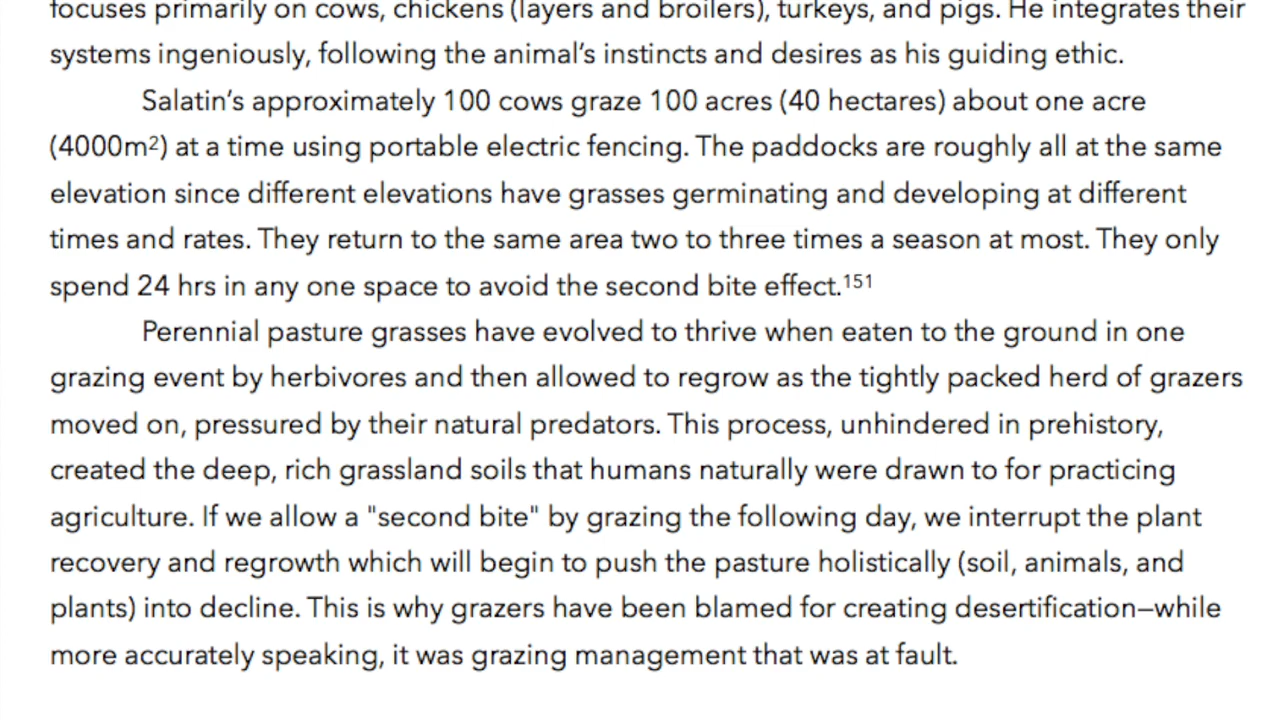 focuses primarily on cows, chickens (layers and broilers), turkeys, and pigs. He integrates their
systems ingeniously, following the animal's instincts and desires as his guiding ethic.
Salatin's approximately 100 cows graze 100 acres (40 hectares) about one acre
(4000m²) at a time using portable electric fencing. The paddocks are roughly all at the same
elevation since different elevations have grasses germinating and developing at different
times and rates. They return to the same area two to three times a season at most. They only
spend 24 hrs in any one space to avoid the second bite effect.¹⁵¹
Perennial pasture grasses have evolved to thrive when eaten to the ground in one
grazing event by herbivores and then allowed to regrow as the tightly packed herd of grazers
moved on, pressured by their natural predators. This process, unhindered in prehistory,
created the deep, rich grassland soils that humans naturally were drawn to for practicing
agriculture. If we allow a "second bite" by grazing the following day, we interrupt the plant
recovery and regrowth which will begin to push the pasture holistically (soil, animals, and
plants) into decline. This is why grazers have been blamed for creating desertification—while
more accurately speaking, it was grazing management that was at fault.